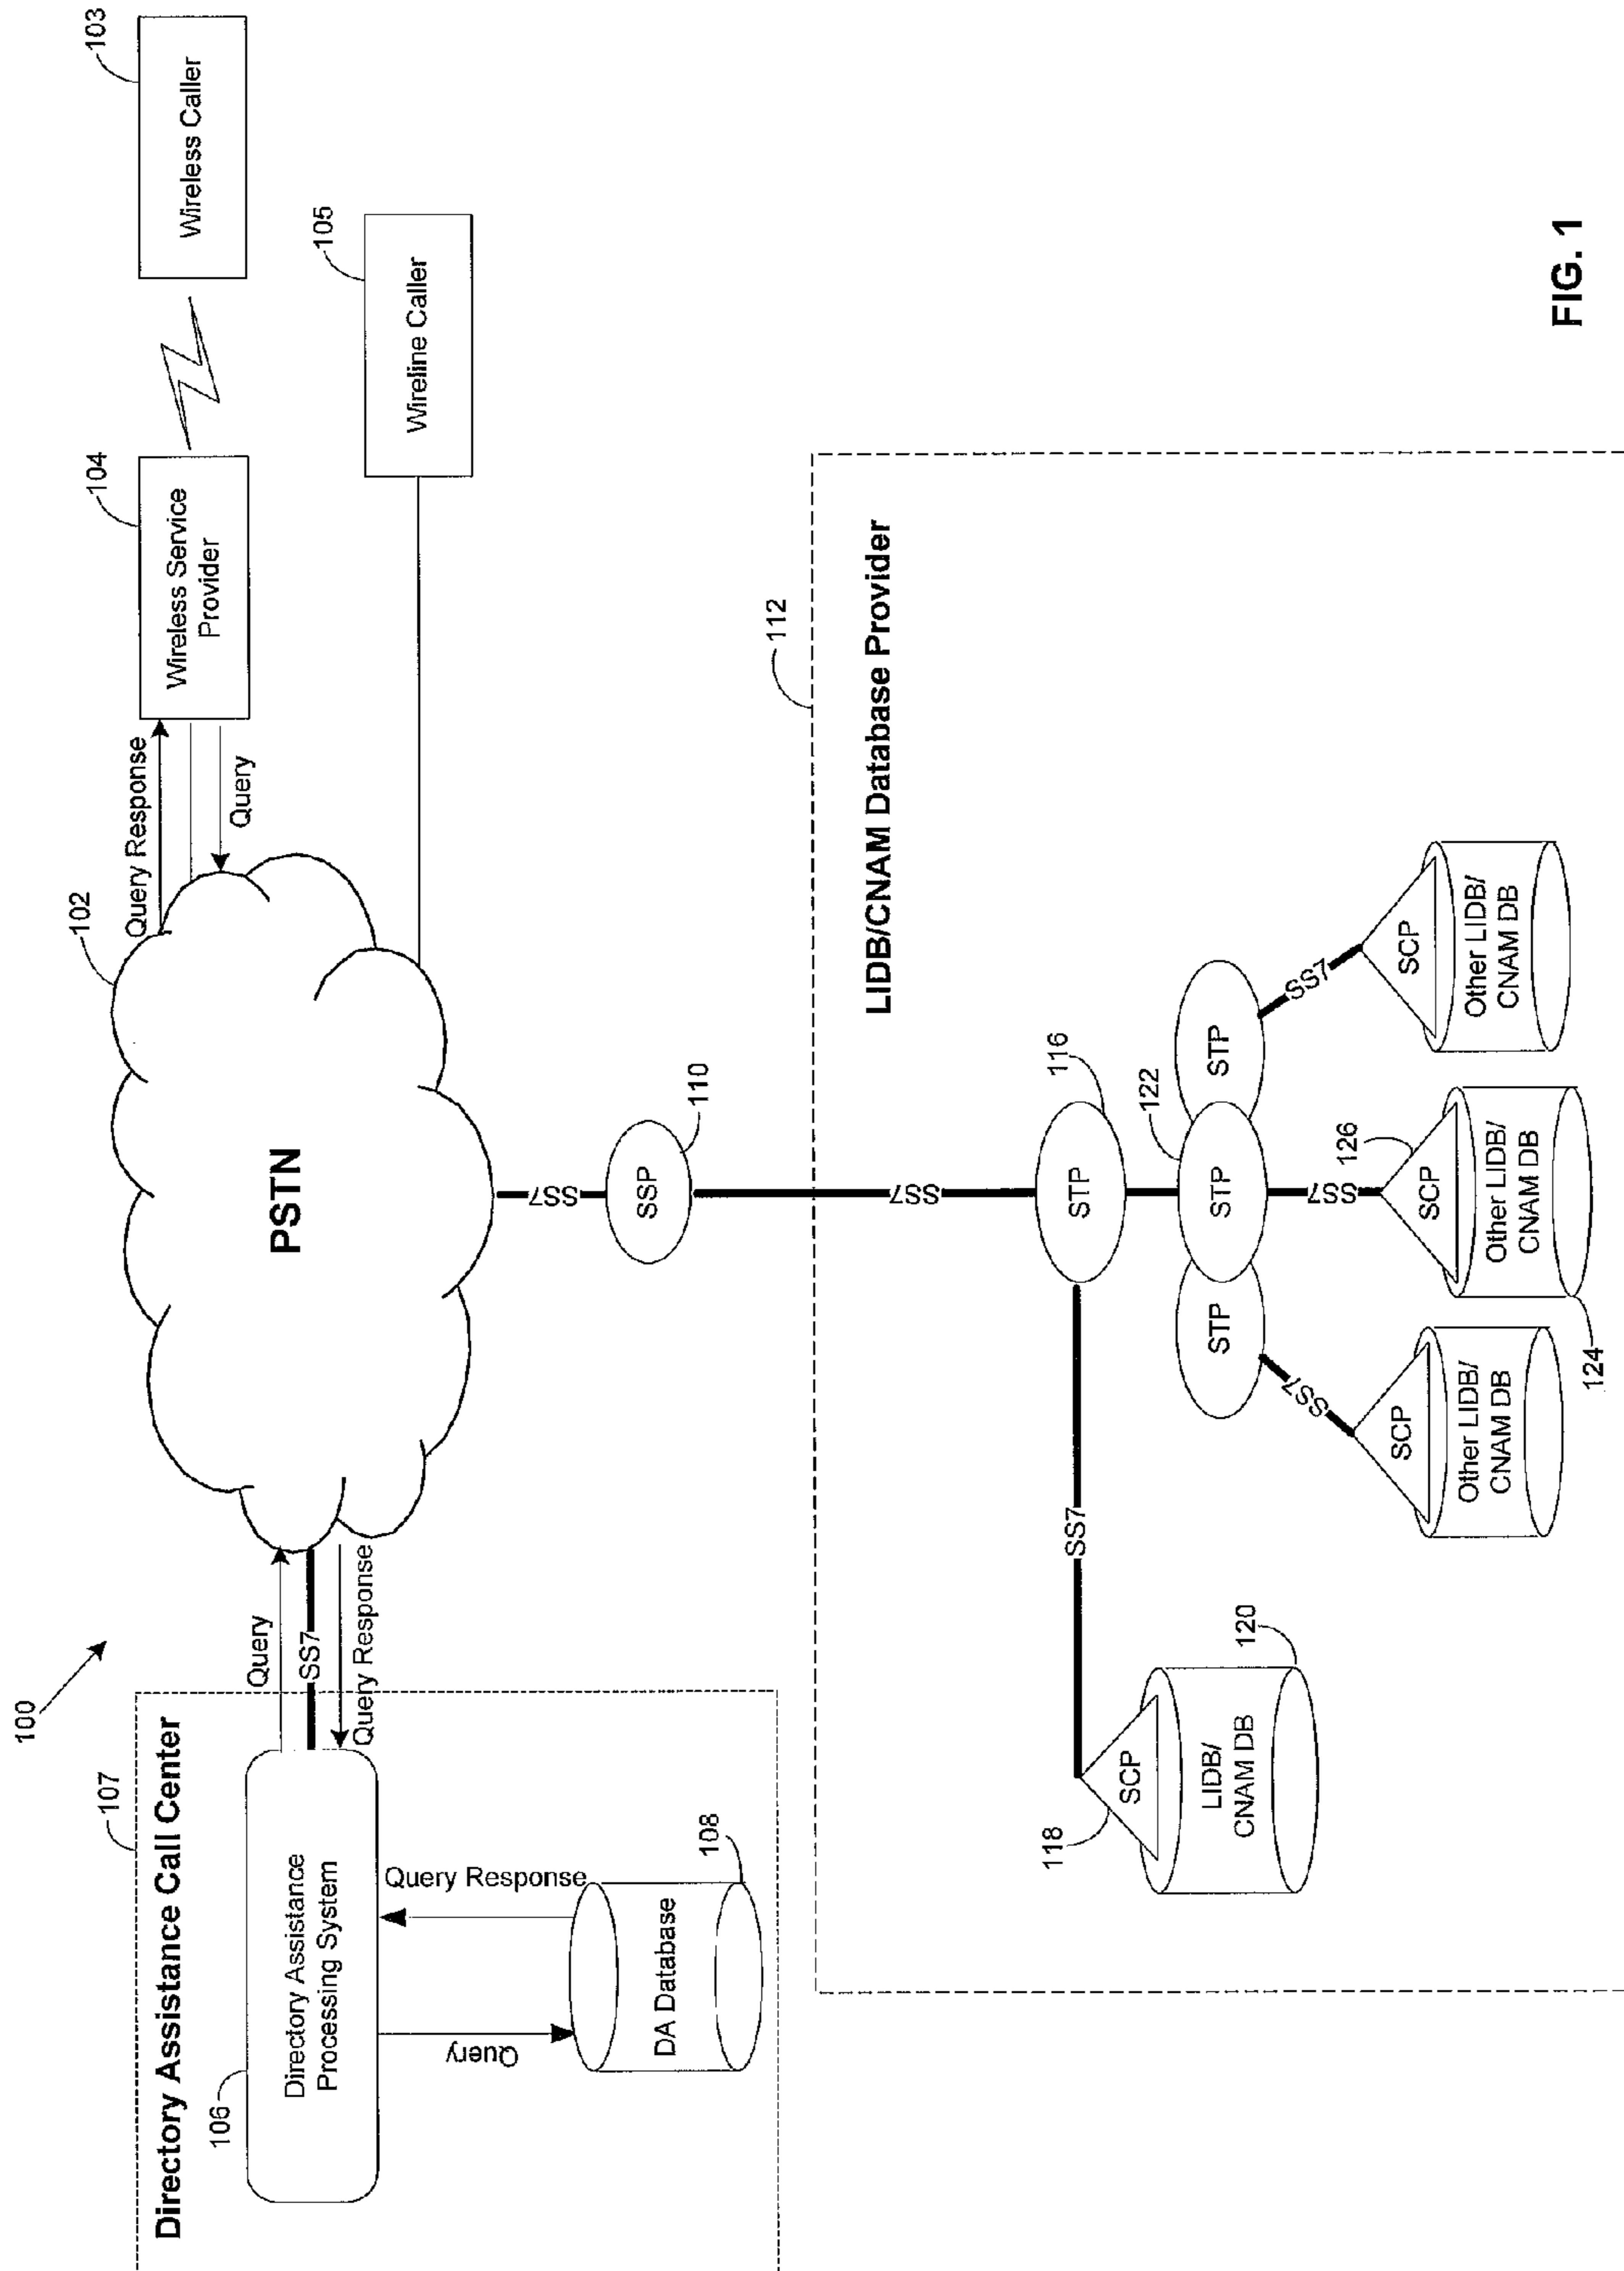 100
107
Directory Assistance Call Center
106
Directory Assistance
Processing System
Query
SS7
Query Response
Query
Query Response
DA Database
108
102
PSTN
Query Response
Query
104
Wireless Service
Provider
103
Wireless Caller
105
Wireline Caller
SS7
SSP
110
SS7
112
LIDB/CNAM Database Provider
STP
116
SS7
118
SCP
LIDB/
CNAM DB
120
122
STP
STP
STP
SS7
SS7
SS7
SCP
Other LIDB/
CNAM DB
126
SCP
Other LIDB/
CNAM DB
124
SCP
Other LIDB/
CNAM DB
FIG. 1